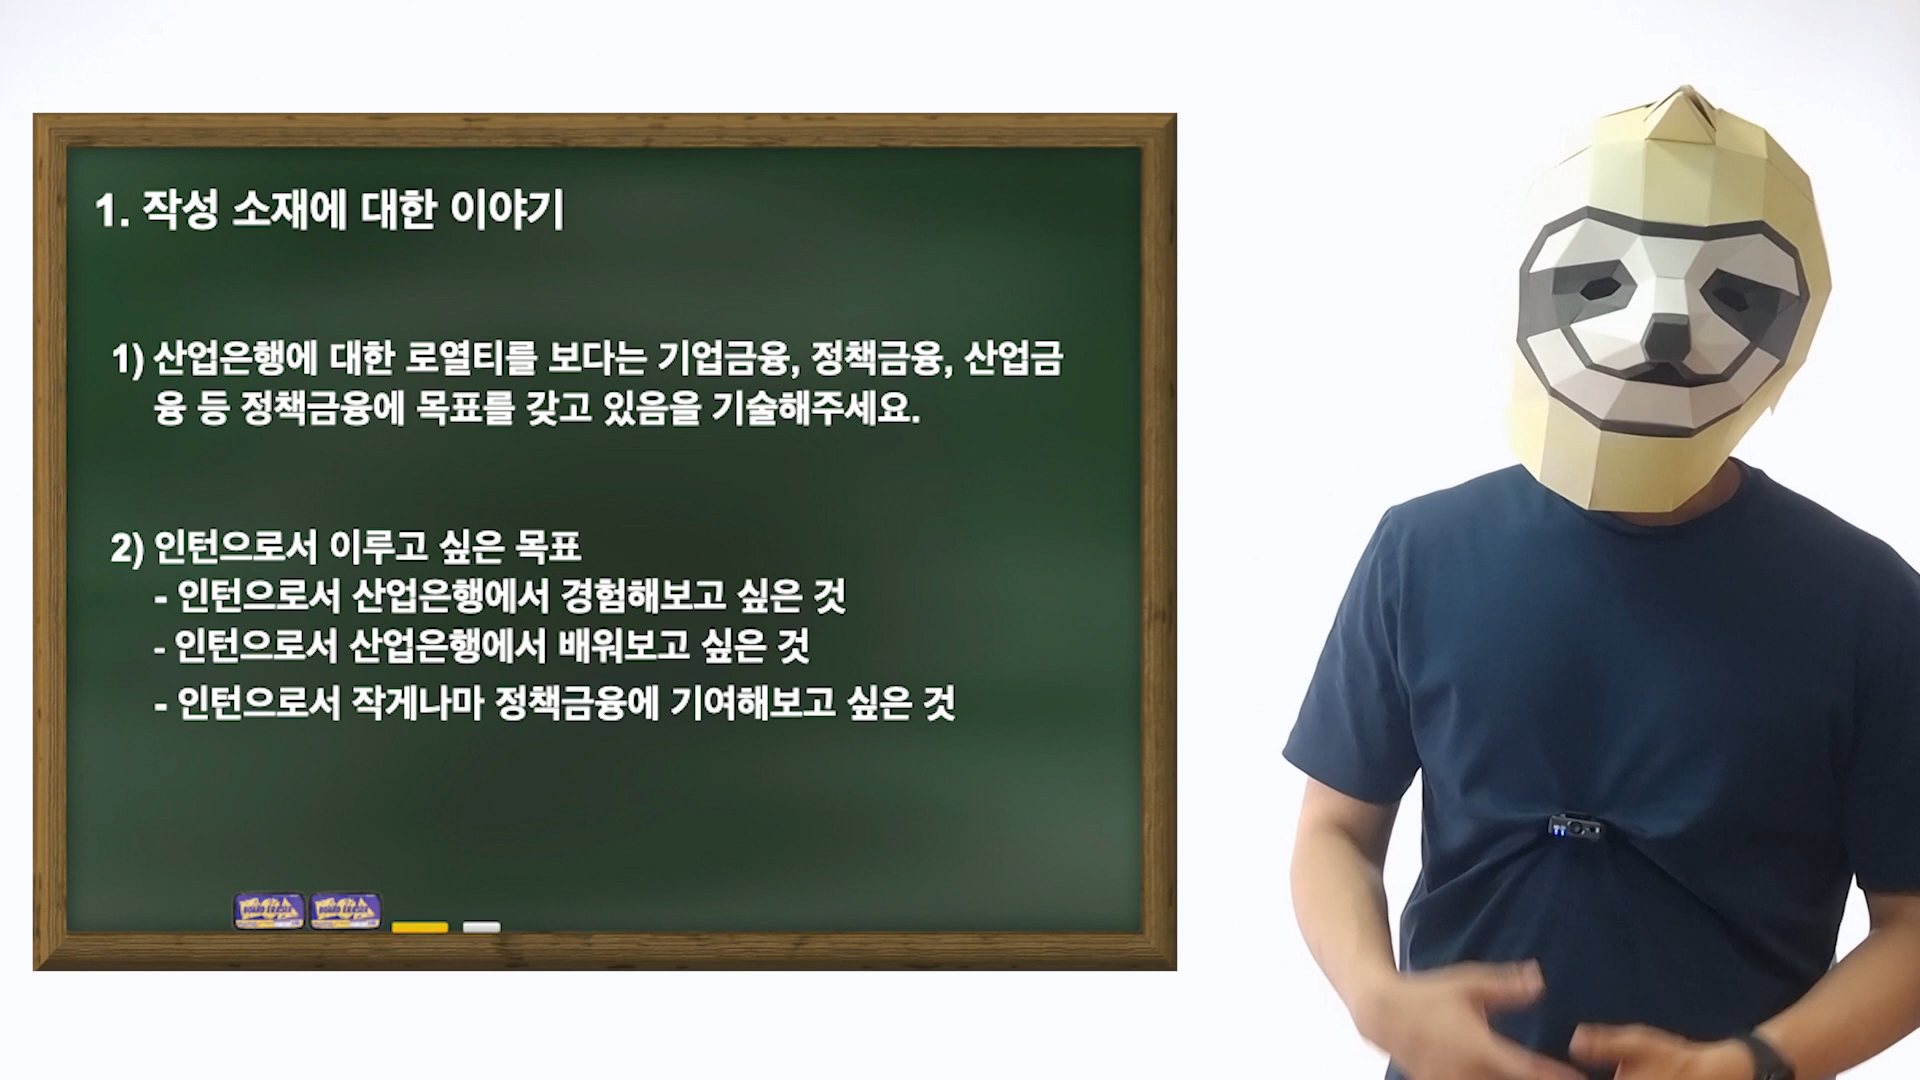 1. 작성 소재에 대한 이야기
1) 산업은행에 대한 로열티를 보다는 기업금융, 정책금융, 산업금
융 등 정책금융에 목표를 갖고 있음을 기술해주세요.
2) 인턴으로서 이루고 싶은 목표
- 인턴으로서 산업은행에서 경험해보고 싶은 것
- 인턴으로서 산업은행에서 배워보고 싶은 것
- 인턴으로서 작게나마 정책금융에 기여해보고 싶은 것
BOARD ERASER
BOARD ERASER